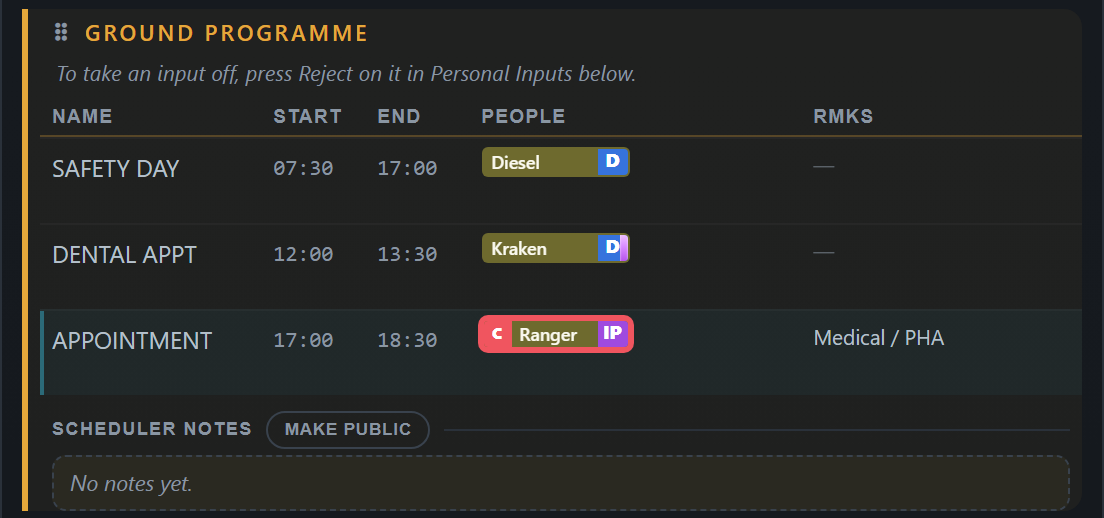 GROUND PROGRAMME
To take an input off, press Reject on it in Personal Inputs below.
NAME START END PEOPLE RMKS
SAFETY DAY 07:30 17:00 Diesel D —
DENTAL APPT 12:00 13:30 Kraken D —
APPOINTMENT 17:00 18:30 C Ranger IP Medical / PHA
SCHEDULER NOTES MAKE PUBLIC
No notes yet.